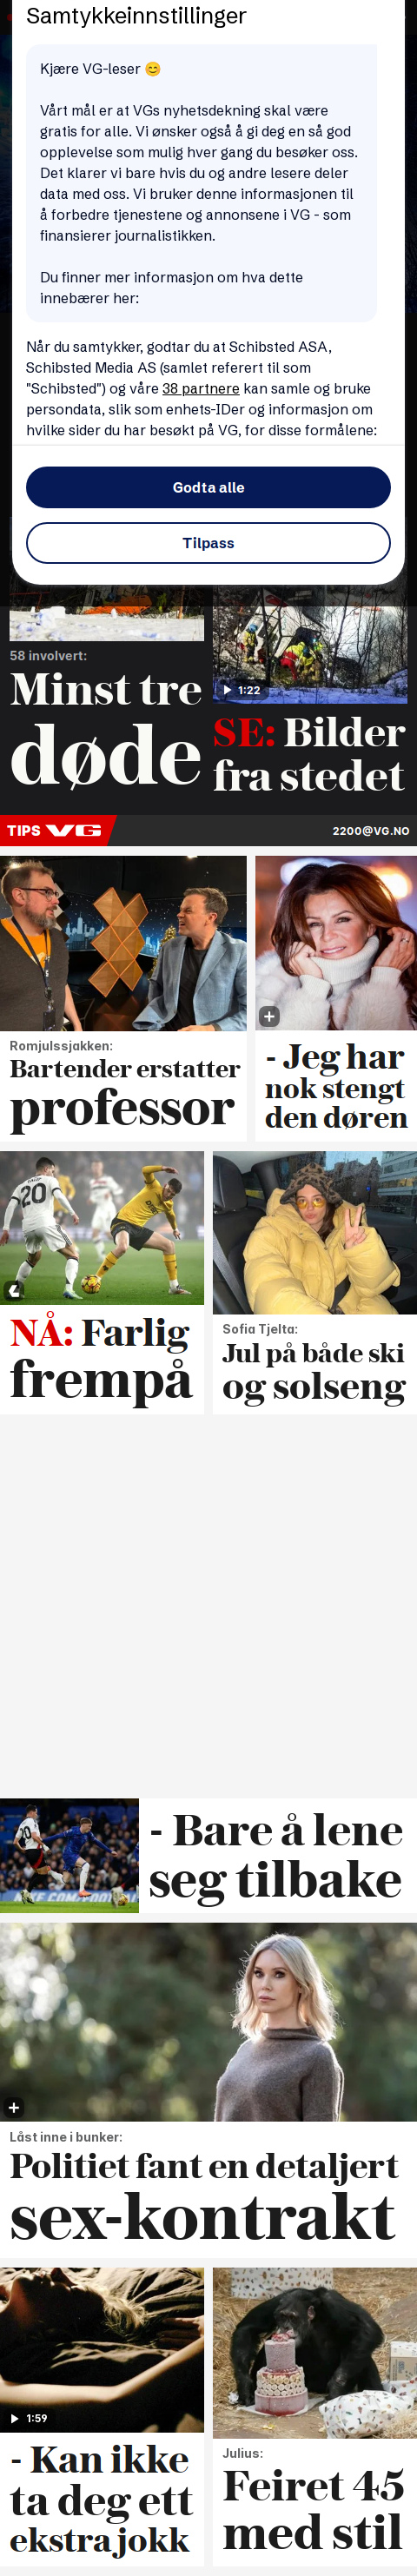 Samtykkeinnstillinger
Kjære VG-leser 😊
Vårt mål er at VGs nyhetsdekning skal være
gratis for alle. Vi ønsker også å gi deg en så god
opplevelse som mulig hver gang du besøker oss.
Det klarer vi bare hvis du og andre lesere deler
data med oss. Vi bruker denne informasjonen til
å forbedre tjenestene og annonsene i VG - som
finansierer journalistikken.
Du finner mer informasjon om hva dette
innebærer her:
Når du samtykker, godtar du at Schibsted ASA,
Schibsted Media AS (samlet referert til som
"Schibsted") og våre 38 partnere kan samle og bruke
persondata, slik som enhets-IDer og informasjon om
hvilke sider du har besøkt på VG, for disse formålene:
Godta alle
Tilpass
58 involvert:
Minst tre
døde
1:22
SE: Bilder
fra stedet
TIPS VG
2200@VG.NO
Romjulssjakken:
Bartender erstatter
professor
- Jeg har
nok stengt
den døren
20
NÅ: Farlig
frempå
Sofia Tjelta:
Jul på både ski
og solseng
- Bare å lene
seg tilbake
Låst inne i bunker:
Politiet fant en detaljert
sex-kontrakt
1:59
- Kan ikke
ta deg ett
ekstra jokk
Julius:
Feiret 45
med stil